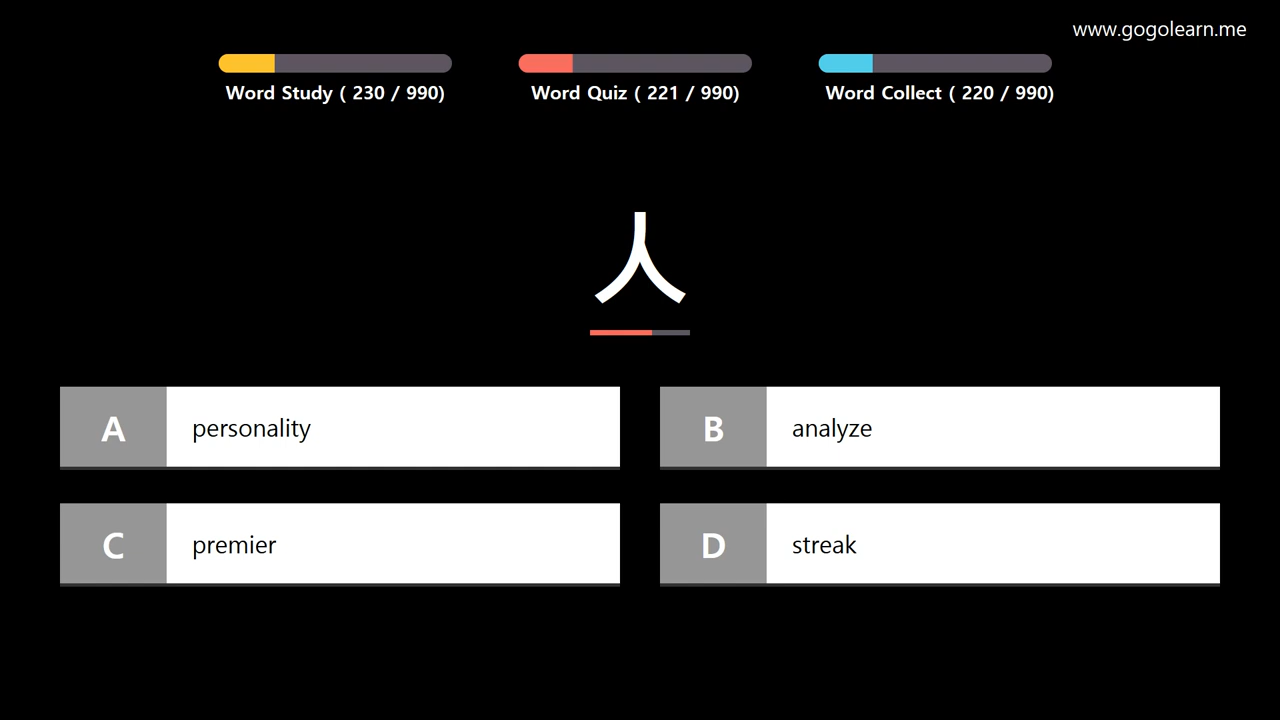 www.gogolearn.me
Word Study ( 230 / 990)
Word Quiz ( 221 / 990)
Word Collect ( 220 / 990)
人
A personality
B analyze
C premier
D streak